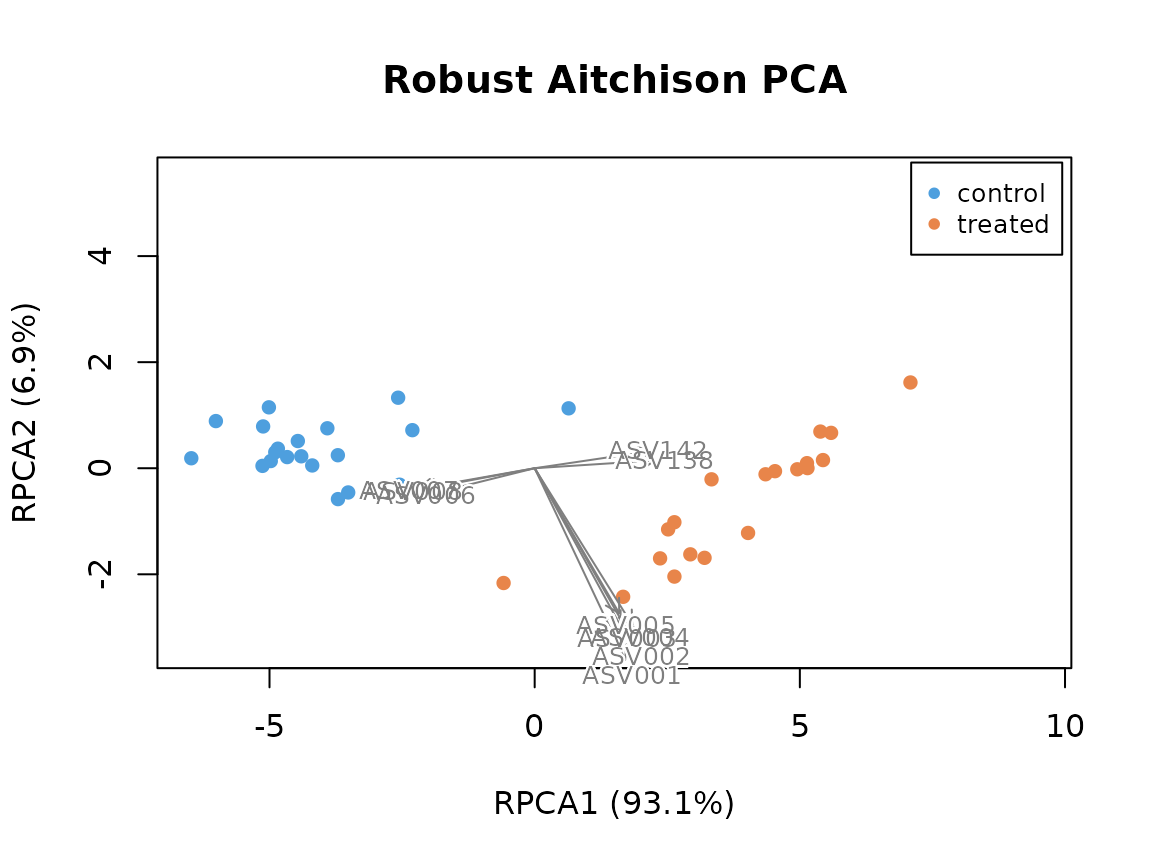 Robust Aitchison PCA
control
treated
RPCA2 (6.9%)
4
2
0
-2
ASV142
ASV138
ASV006
ASV005
ASV002
ASV001
-5
0
5
10
RPCA1 (93.1%)